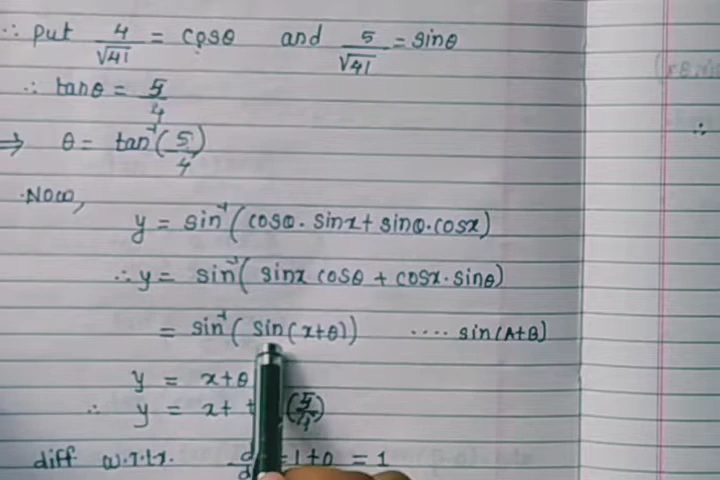 ∴ put 4/√41 = cosθ and 5/√41 = sinθ
∴ tanθ = 5/4
⇒ θ = tan⁻¹(5/4)
Now,
y = sin⁻¹(cosθ. sinx + sinθ.cosx)
∴ y = sin⁻¹( sinx cosθ + cosx. sinθ)
= sin⁻¹( sin(x+θ)) .... sin(A+B)
y = x+θ
∴ y = x+ t (5/4)
diff w.r.t.x. d = 1+0 = 1
∴